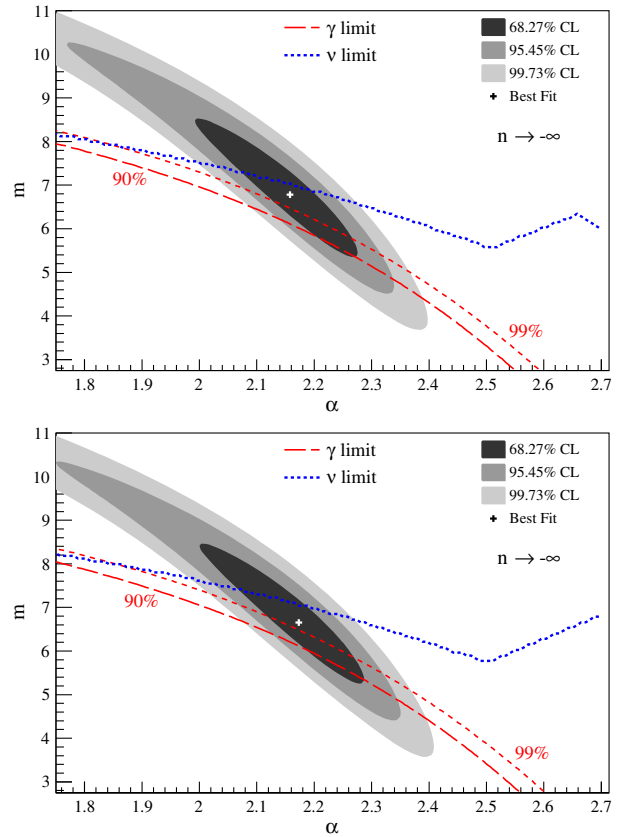 11
10
9
8
7
6
5
4
3
m
γ limit
ν limit
68.27% CL
95.45% CL
99.73% CL
Best Fit
n → -∞
90%
99%
1.8 1.9 2 2.1 2.2 2.3 2.4 2.5 2.6 2.7
α
11
10
9
8
7
6
5
4
3
m
γ limit
ν limit
68.27% CL
95.45% CL
99.73% CL
Best Fit
n → -∞
90%
99%
1.8 1.9 2 2.1 2.2 2.3 2.4 2.5 2.6 2.7
α